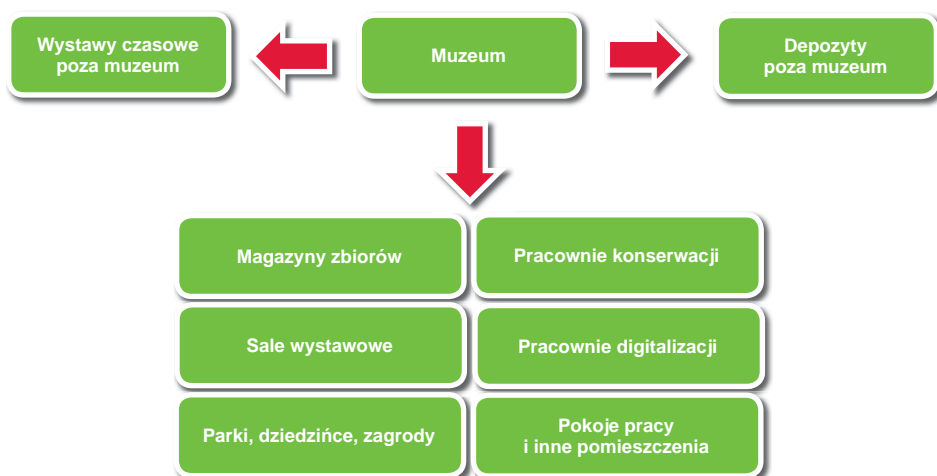 Wystawy czasowe
poza muzeum
Muzeum
Depozyty
poza muzeum
Magazyny zbiorów
Pracownie konserwacji
Sale wystawowe
Pracownie digitalizacji
Parki, dziedzińce, zagrody
Pokoje pracy
i inne pomieszczenia